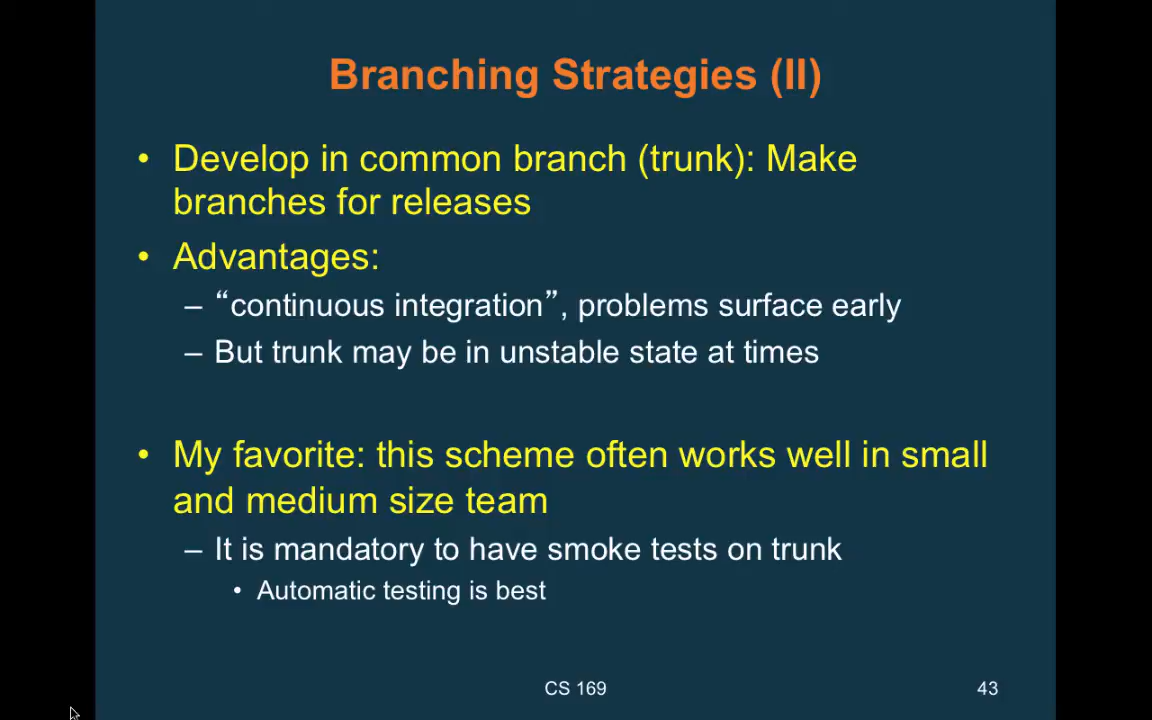 Branching Strategies (II)
• Develop in common branch (trunk): Make
branches for releases
• Advantages:
– “continuous integration”, problems surface early
– But trunk may be in unstable state at times
• My favorite: this scheme often works well in small
and medium size team
– It is mandatory to have smoke tests on trunk
• Automatic testing is best
CS 169
43